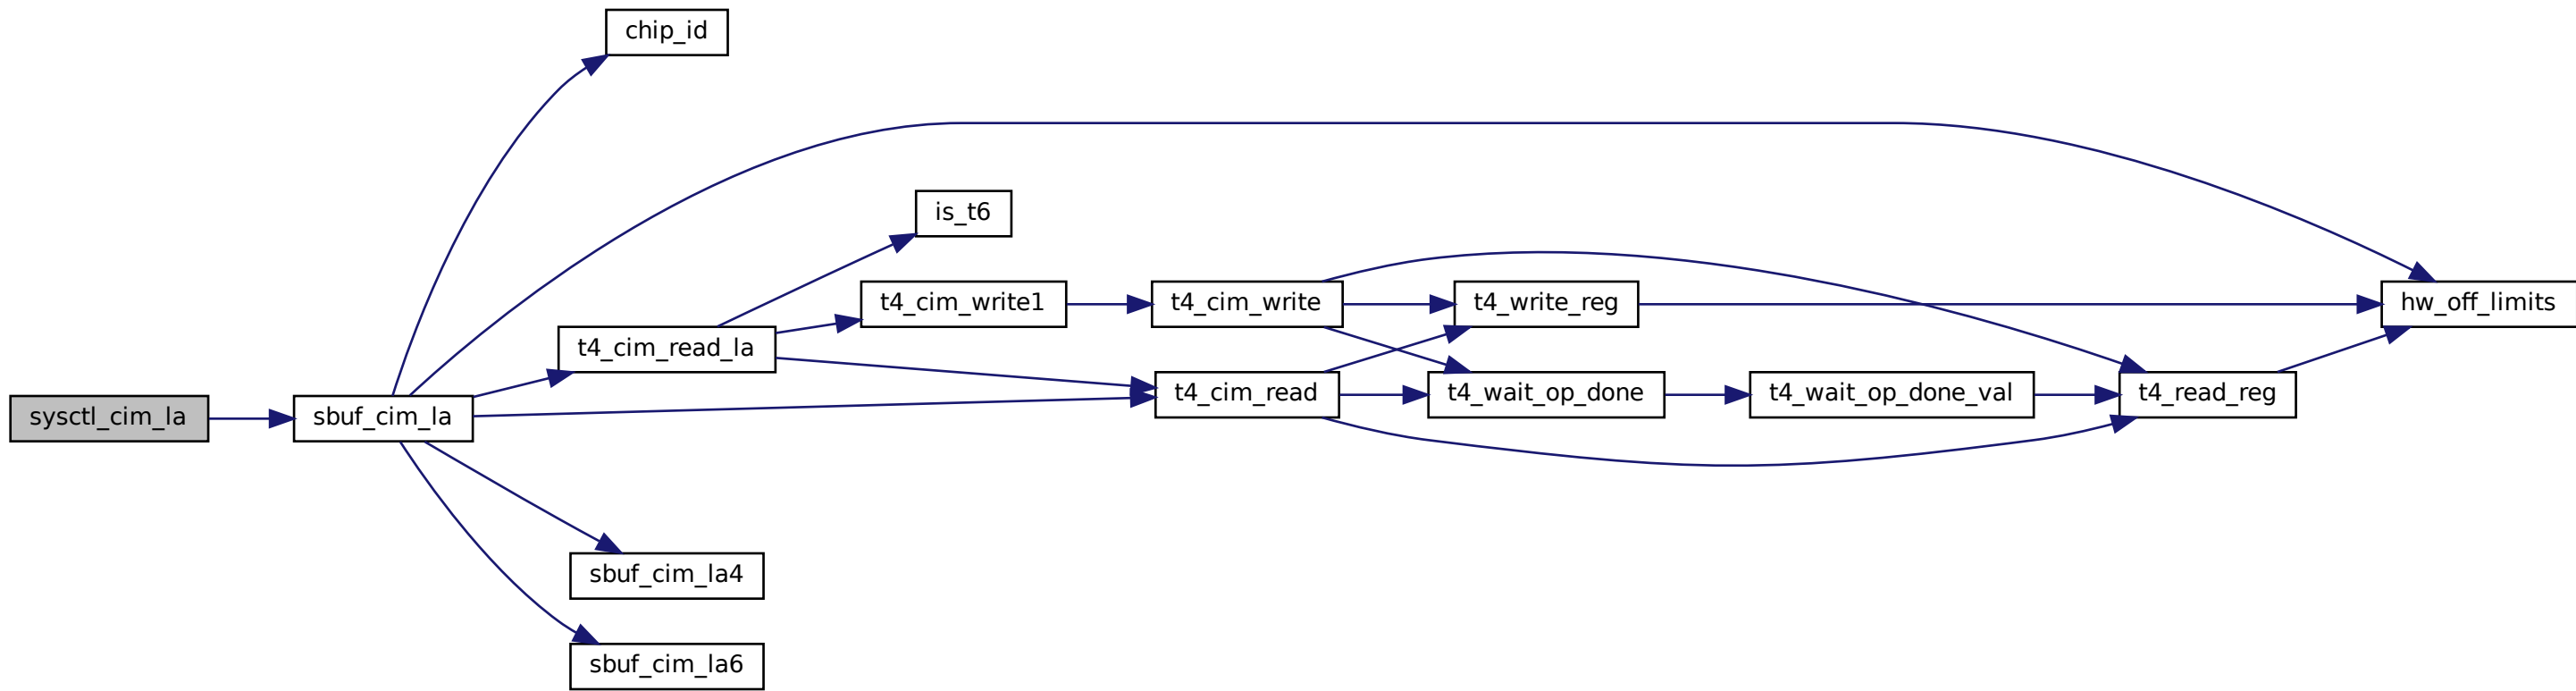 chip_id
is_t6
t4_cim_write1
t4_cim_write
t4_write_reg
hw_off_limits
t4_cim_read_la
t4_cim_read
t4_wait_op_done
t4_wait_op_done_val
t4_read_reg
sysctl_cim_la
sbuf_cim_la
sbuf_cim_la4
sbuf_cim_la6